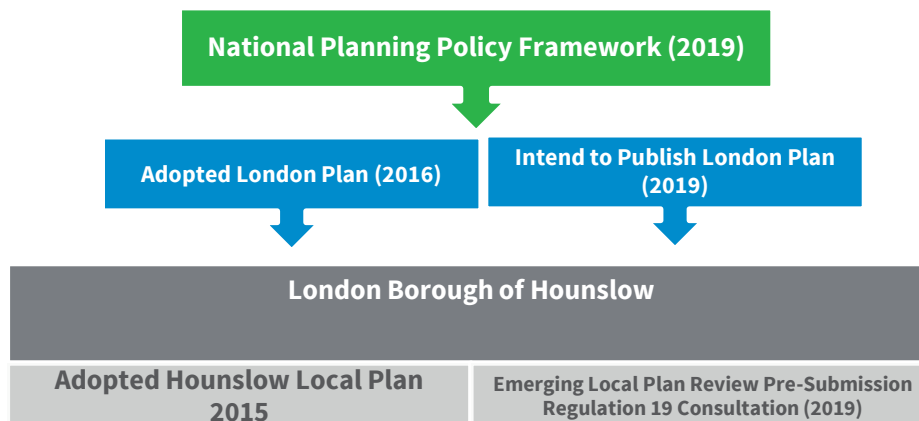 National Planning Policy Framework (2019)
Adopted London Plan (2016)
Intend to Publish London Plan
(2019)
London Borough of Hounslow
Adopted Hounslow Local Plan
2015
Emerging Local Plan Review Pre-Submission
Regulation 19 Consultation (2019)